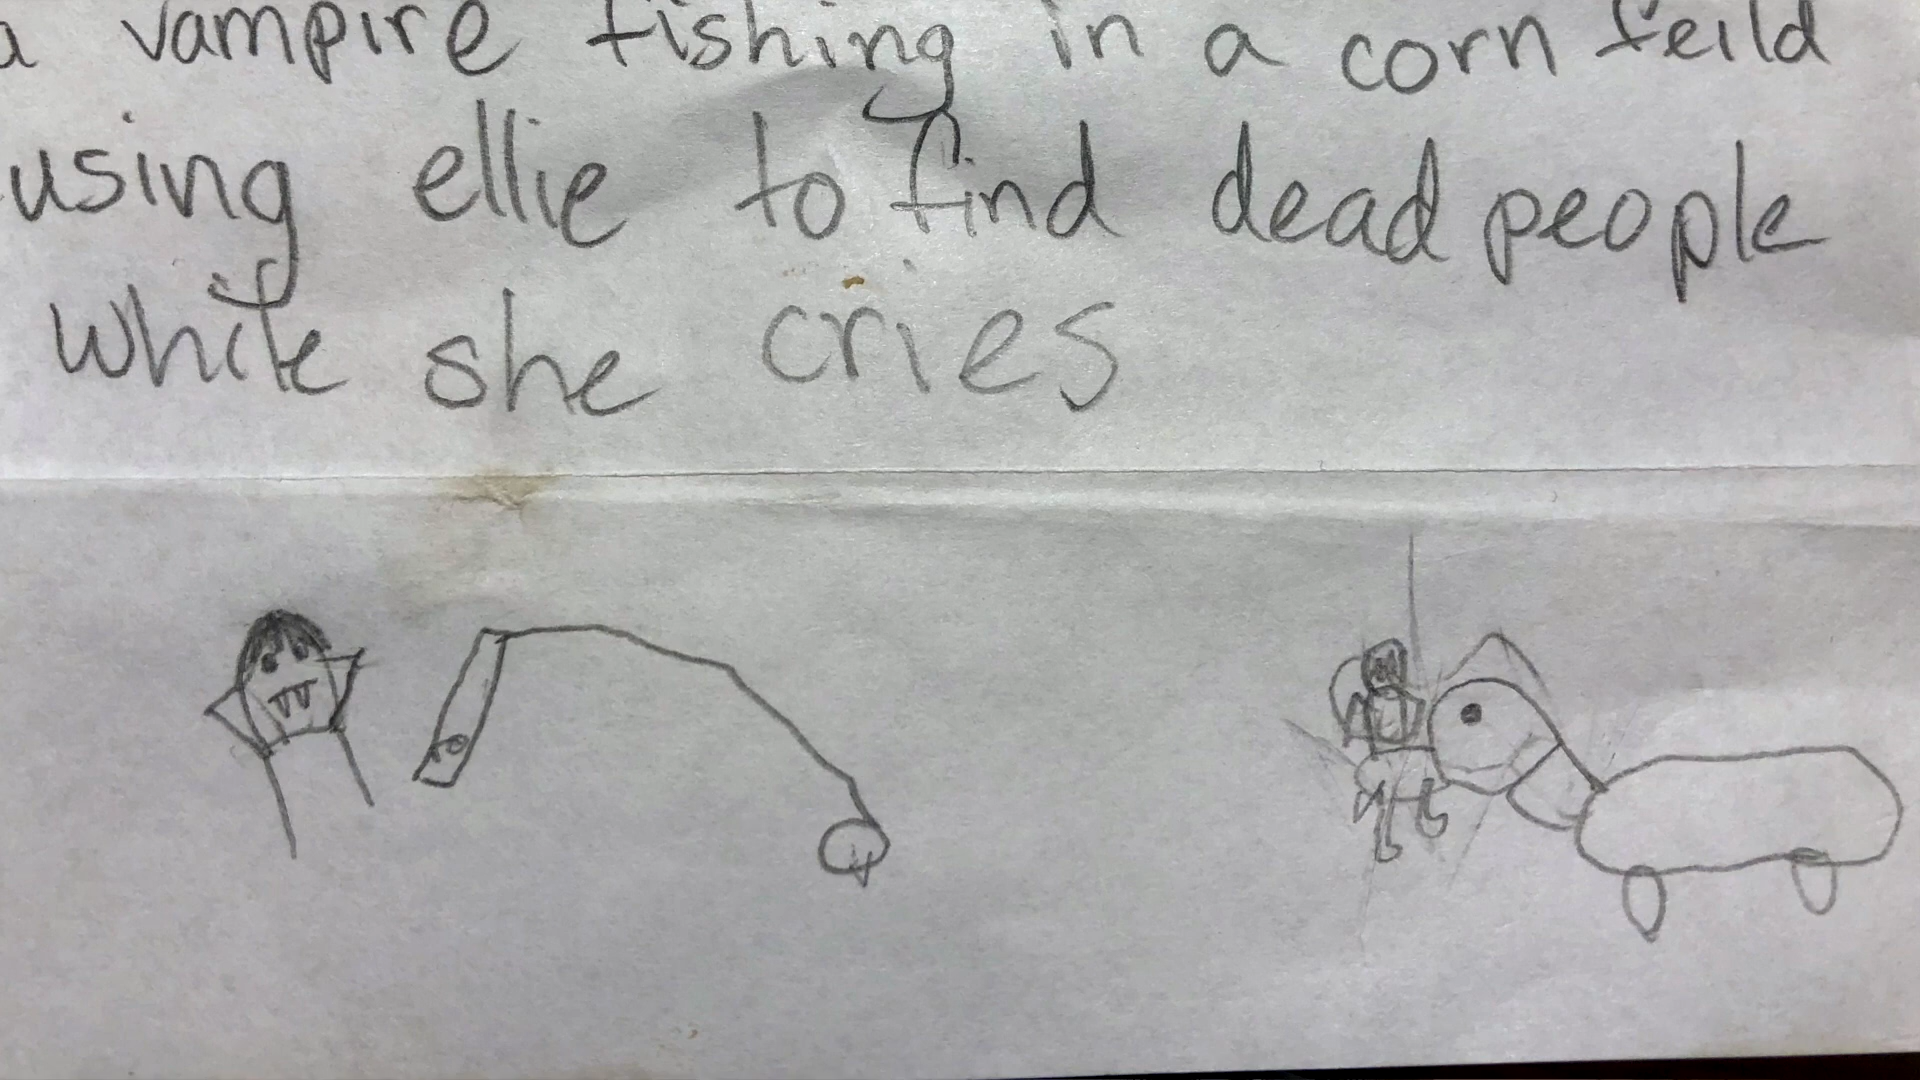 a vampire fishing in a corn feild
using ellie to find dead people
while she cries